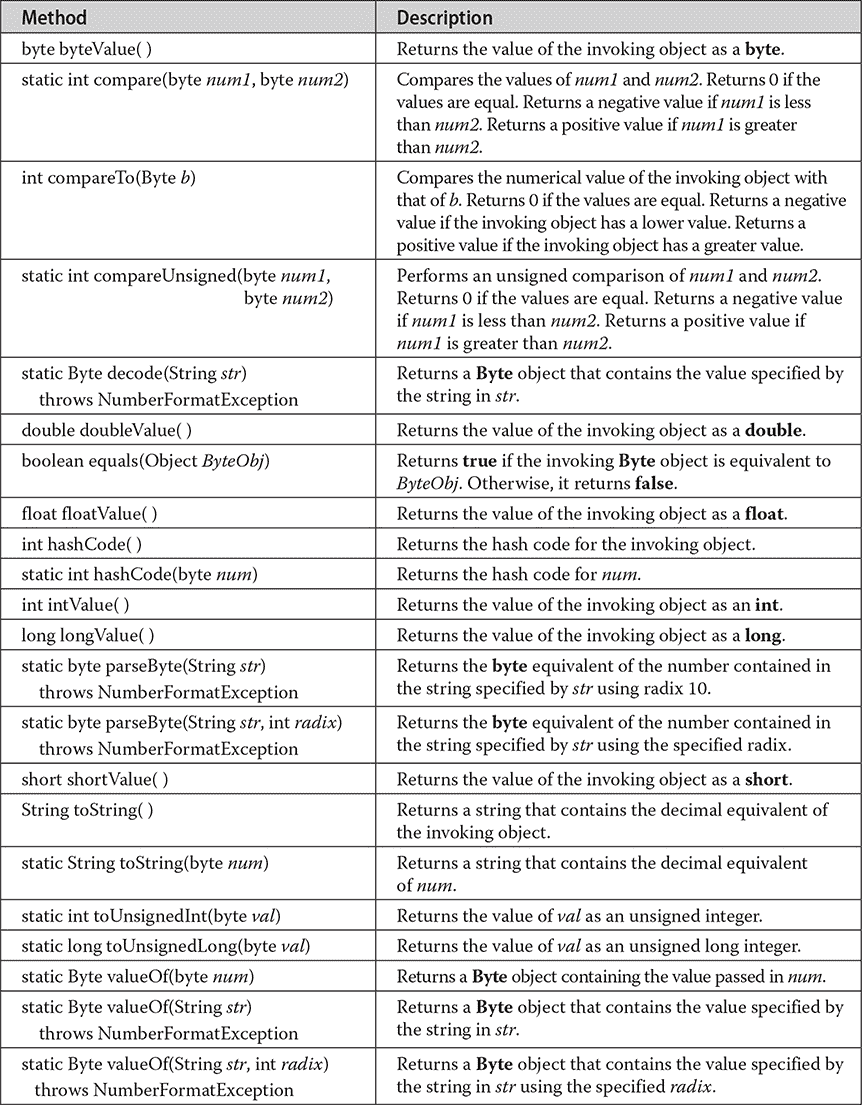 Method Description
byte byteValue( ) Returns the value of the invoking object as a byte.
static int compare(byte num1, byte num2) Compares the values of num1 and num2. Returns 0 if the
values are equal. Returns a negative value if num1 is less
than num2. Returns a positive value if num1 is greater
than num2.
int compareTo(Byte b) Compares the numerical value of the invoking object with
that of b. Returns 0 if the values are equal. Returns a negative
value if the invoking object has a lower value. Returns a
positive value if the invoking object has a greater value.
static int compareUnsigned(byte num1, Performs an unsigned comparison of num1 and num2.
byte num2) Returns 0 if the values are equal. Returns a negative value
if num1 is less than num2. Returns a positive value if
num1 is greater than num2.
static Byte decode(String str) Returns a Byte object that contains the value specified by
throws NumberFormatException the string in str.
double doubleValue( ) Returns the value of the invoking object as a double.
boolean equals(Object ByteObj) Returns true if the invoking Byte object is equivalent to
ByteObj. Otherwise, it returns false.
float floatValue( ) Returns the value of the invoking object as a float.
int hashCode( ) Returns the hash code for the invoking object.
static int hashCode(byte num) Returns the hash code for num.
int intValue( ) Returns the value of the invoking object as an int.
long longValue( ) Returns the value of the invoking object as a long.
static byte parseByte(String str) Returns the byte equivalent of the number contained in
throws NumberFormatException the string specified by str using radix 10.
static byte parseByte(String str, int radix) Returns the byte equivalent of the number contained in
throws NumberFormatException the string specified by str using the specified radix.
short shortValue( ) Returns the value of the invoking object as a short.
String toString( ) Returns a string that contains the decimal equivalent of
the invoking object.
static String toString(byte num) Returns a string that contains the decimal equivalent
of num.
static int toUnsignedInt(byte val) Returns the value of val as an unsigned integer.
static long toUnsignedLong(byte val) Returns the value of val as an unsigned long integer.
static Byte valueOf(byte num) Returns a Byte object containing the value passed in num.
static Byte valueOf(String str) Returns a Byte object that contains the value specified by
throws NumberFormatException the string in str.
static Byte valueOf(String str, int radix) Returns a Byte object that contains the value specified by
throws NumberFormatException the string in str using the specified radix.